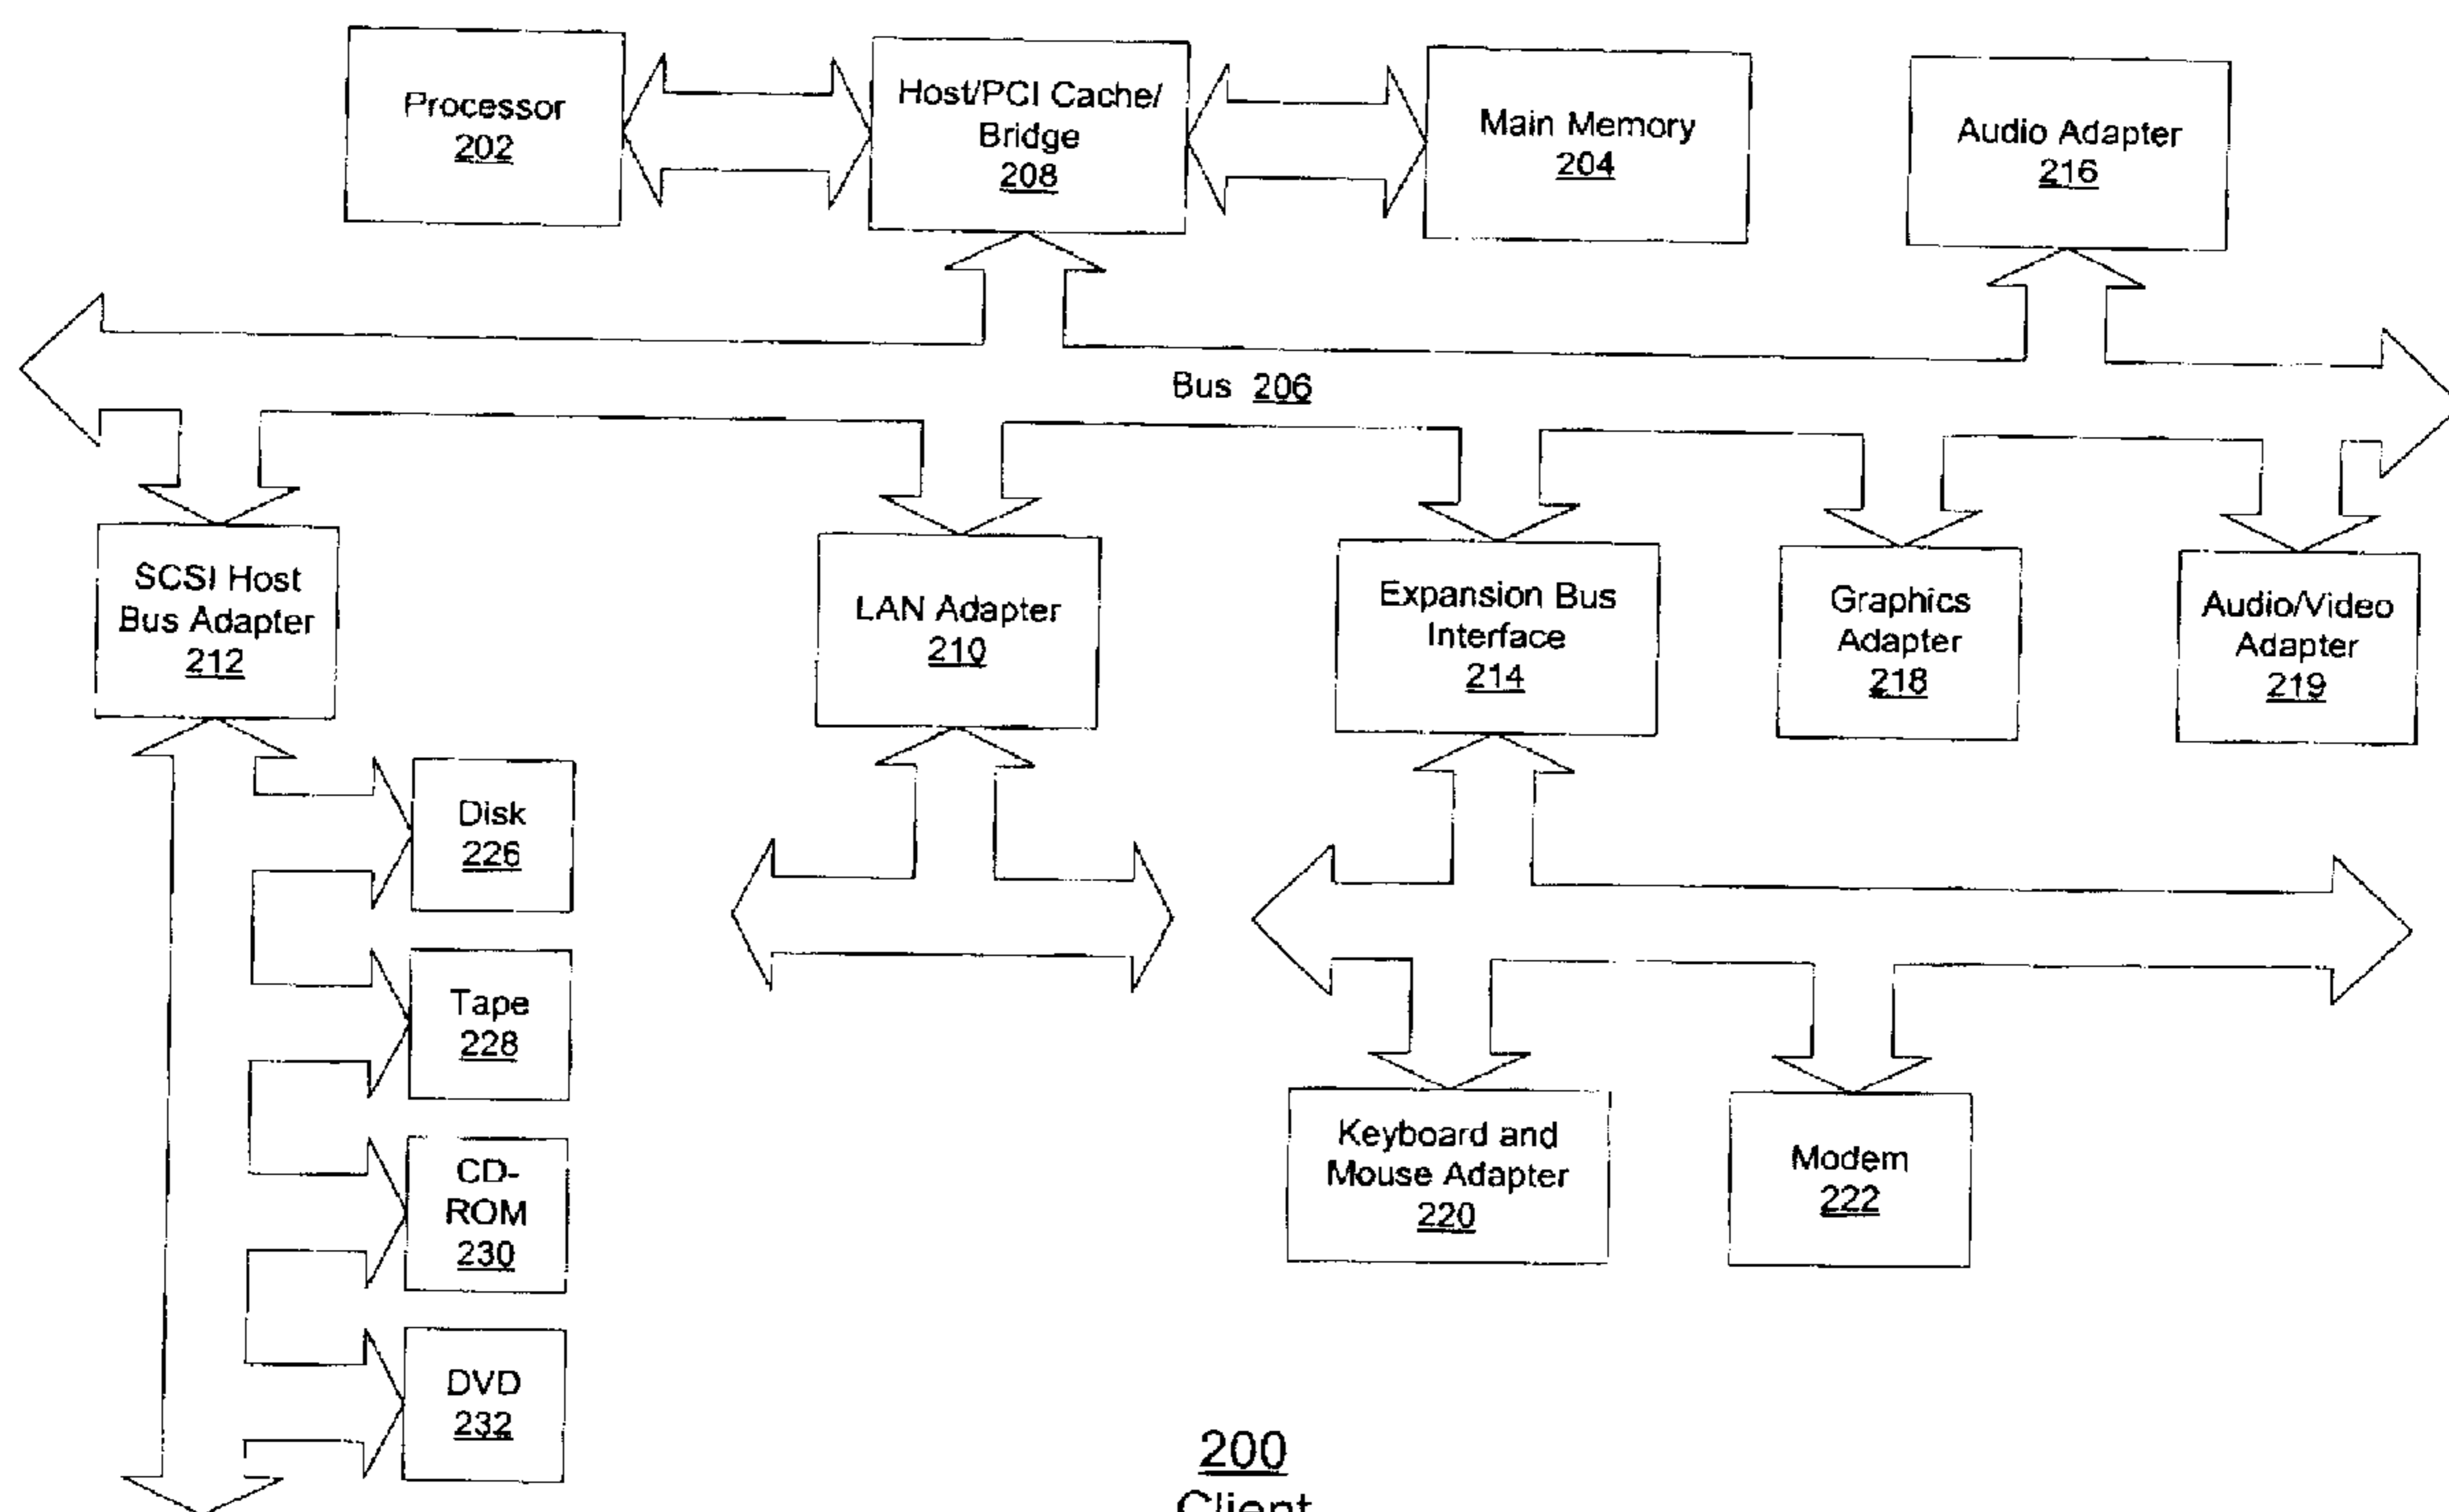 Processor
202
Host/PCI Cache/
Bridge
208
Main Memory
204
Audio Adapter
216
Bus 206
SCSI Host
Bus Adapter
212
LAN Adapter
210
Expansion Bus
Interface
214
Graphics
Adapter
218
Audio/Video
Adapter
219
Disk
226
Tape
228
CD-
ROM
230
DVD
232
Keyboard and
Mouse Adapter
220
Modem
222
200
Client